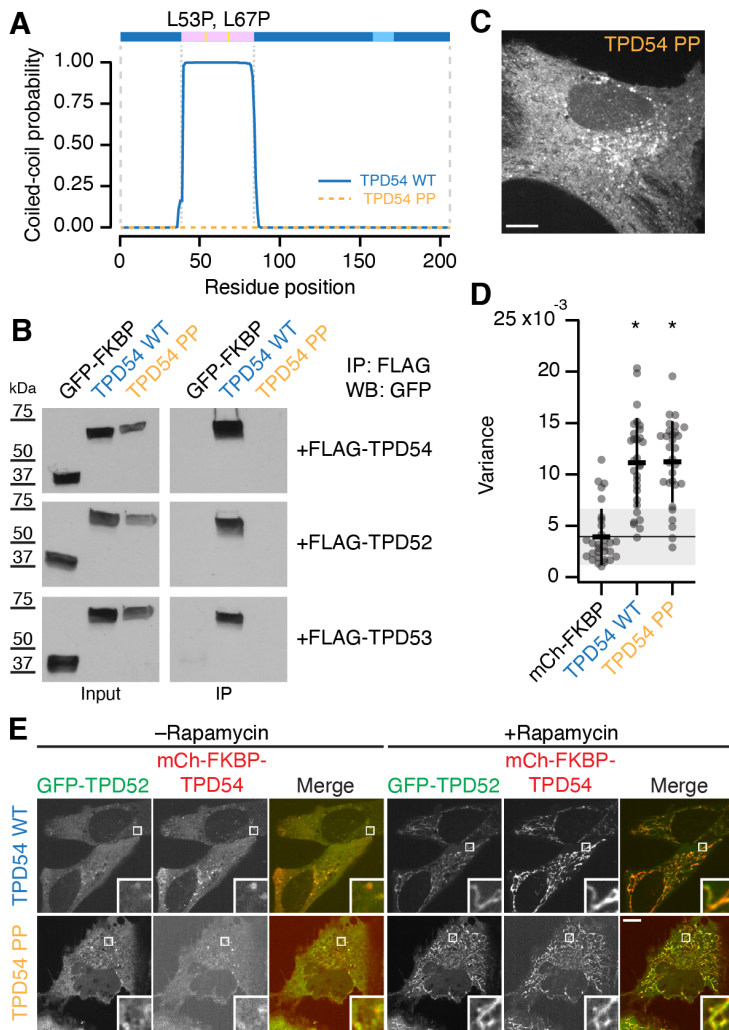 A
L53P, L67P
Coiled-coil probability
1.00
0.75
0.50
0.25
0.00
TPD54 WT
TPD54 PP
0
50
100
150
200
Residue position
C
TPD54 PP
B
kDa
GFP-FKBP
TPD54 WT
TPD54 PP
GFP-FKBP
TPD54 WT
TPD54 PP
IP: FLAG
WB: GFP
75
50
37
+FLAG-TPD54
75
50
37
+FLAG-TPD52
75
50
37
+FLAG-TPD53
Input
IP
D
25 x10-3
20
15
10
5
0
Variance
*
*
mCh-FKBP
TPD54 WT
TPD54 PP
E
–Rapamycin
+Rapamycin
GFP-TPD52
mCh-FKBP-
TPD54
Merge
GFP-TPD52
mCh-FKBP-
TPD54
Merge
TPD54 WT
TPD54 PP